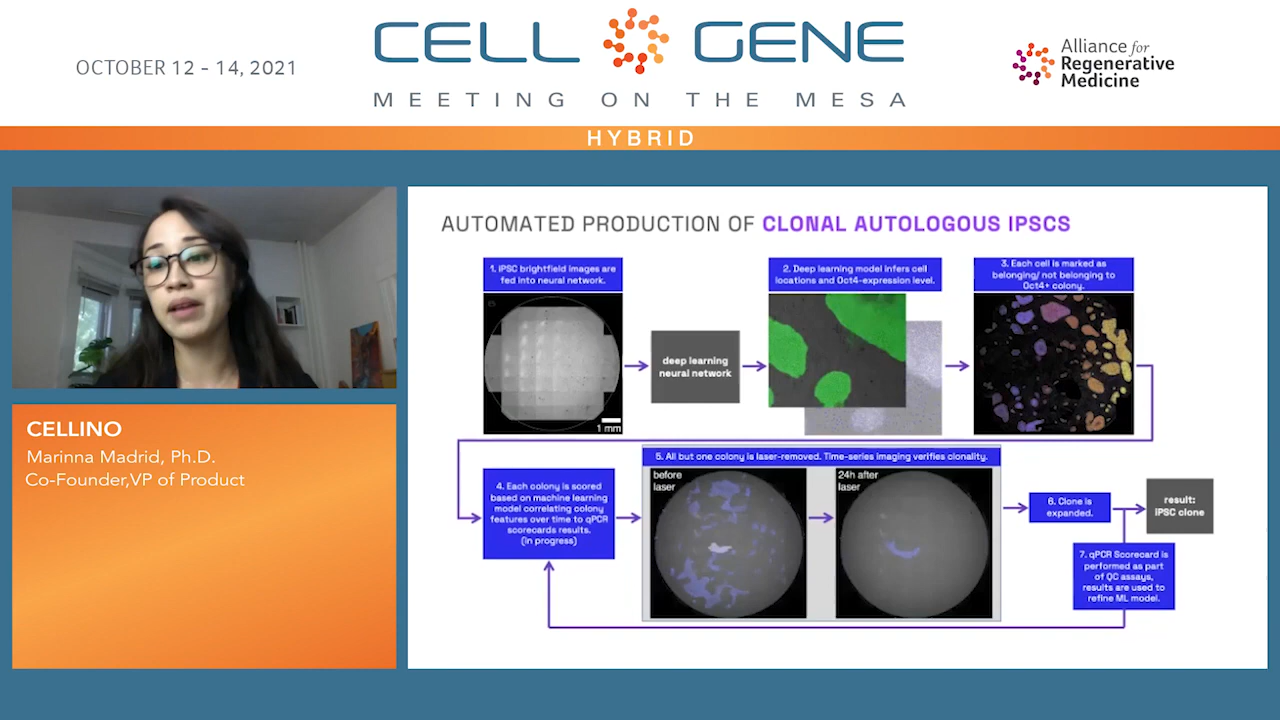 OCTOBER 12 - 14, 2021
CELL GENE
MEETING ON THE MESA
Alliance for
Regenerative
Medicine
HYBRID
CELLINO
Marinna Madrid, Ph.D.
Co-Founder,VP of Product
AUTOMATED PRODUCTION OF CLONAL AUTOLOGOUS IPSCS
1. iPSC brightfield images are
fed into neural network.
1 mm
deep learning
neural network
2. Deep learning model infers cell
locations and Oct4-expression level.
3. Each cell is marked as
belonging/ not belonging to
Oct4+ colony.
4. Each colony is scored
based on machine learning
model correlating colony
features over time to qPCR
scorecards results.
(in progress)
5. All but one colony is laser-removed. Time-series imaging verifies clonality.
before
laser
24h after
laser
6. Clone is
expanded.
result:
iPSC clone
7. qPCR Scorecard is
performed as part
of QC assays,
results are used to
refine ML model.